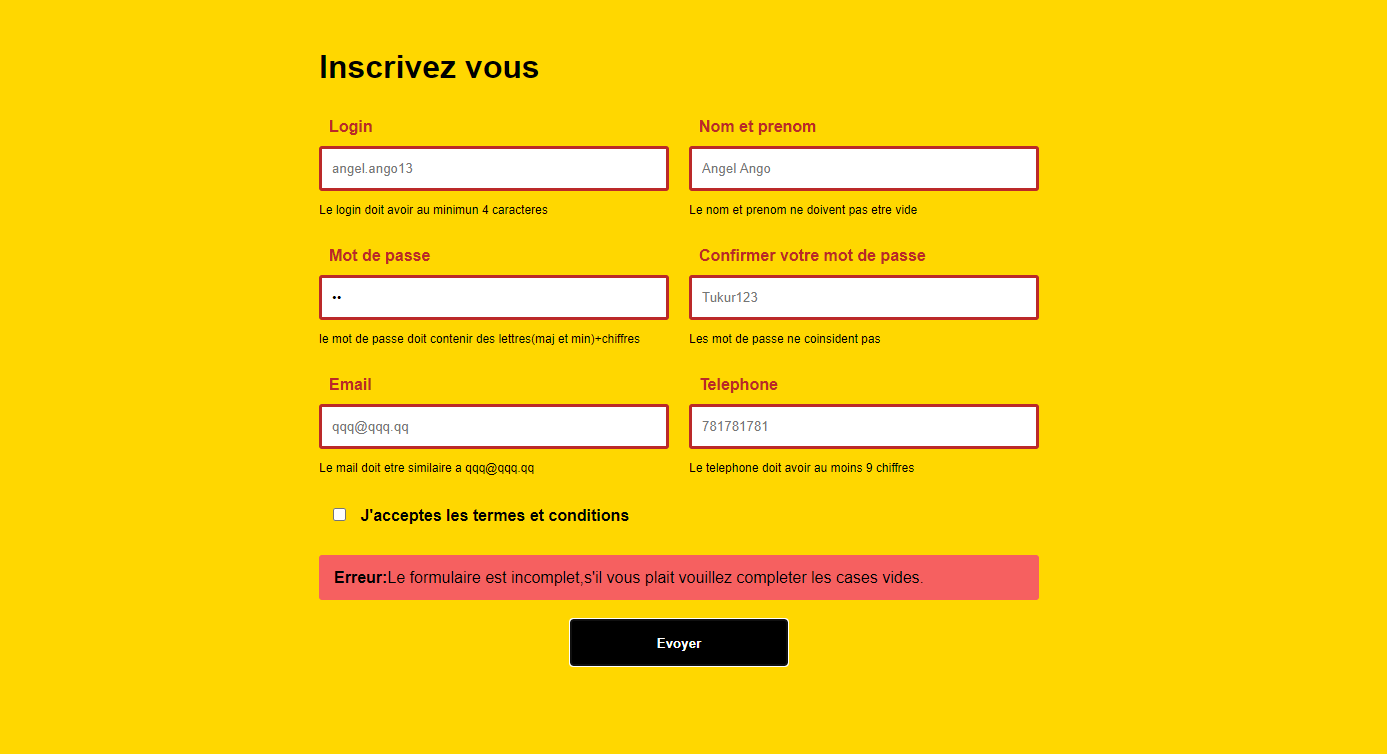 Inscrivez vous
Login
Nom et prenom
angel.ango13
Angel Ango
Le login doit avoir au minimun 4 caracteres
Le nom et prenom ne doivent pas etre vide
Mot de passe
Confirmer votre mot de passe
••
Tukur123
le mot de passe doit contenir des lettres(maj et min)+chiffres
Les mot de passe ne coinsident pas
Email
Telephone
qqq@qqq.qq
781781781
Le mail doit etre similaire a qqq@qqq.qq
Le telephone doit avoir au moins 9 chiffres
J'acceptes les termes et conditions
Erreur:Le formulaire est incomplet,s'il vous plait vouillez completer les cases vides.
Evoyer